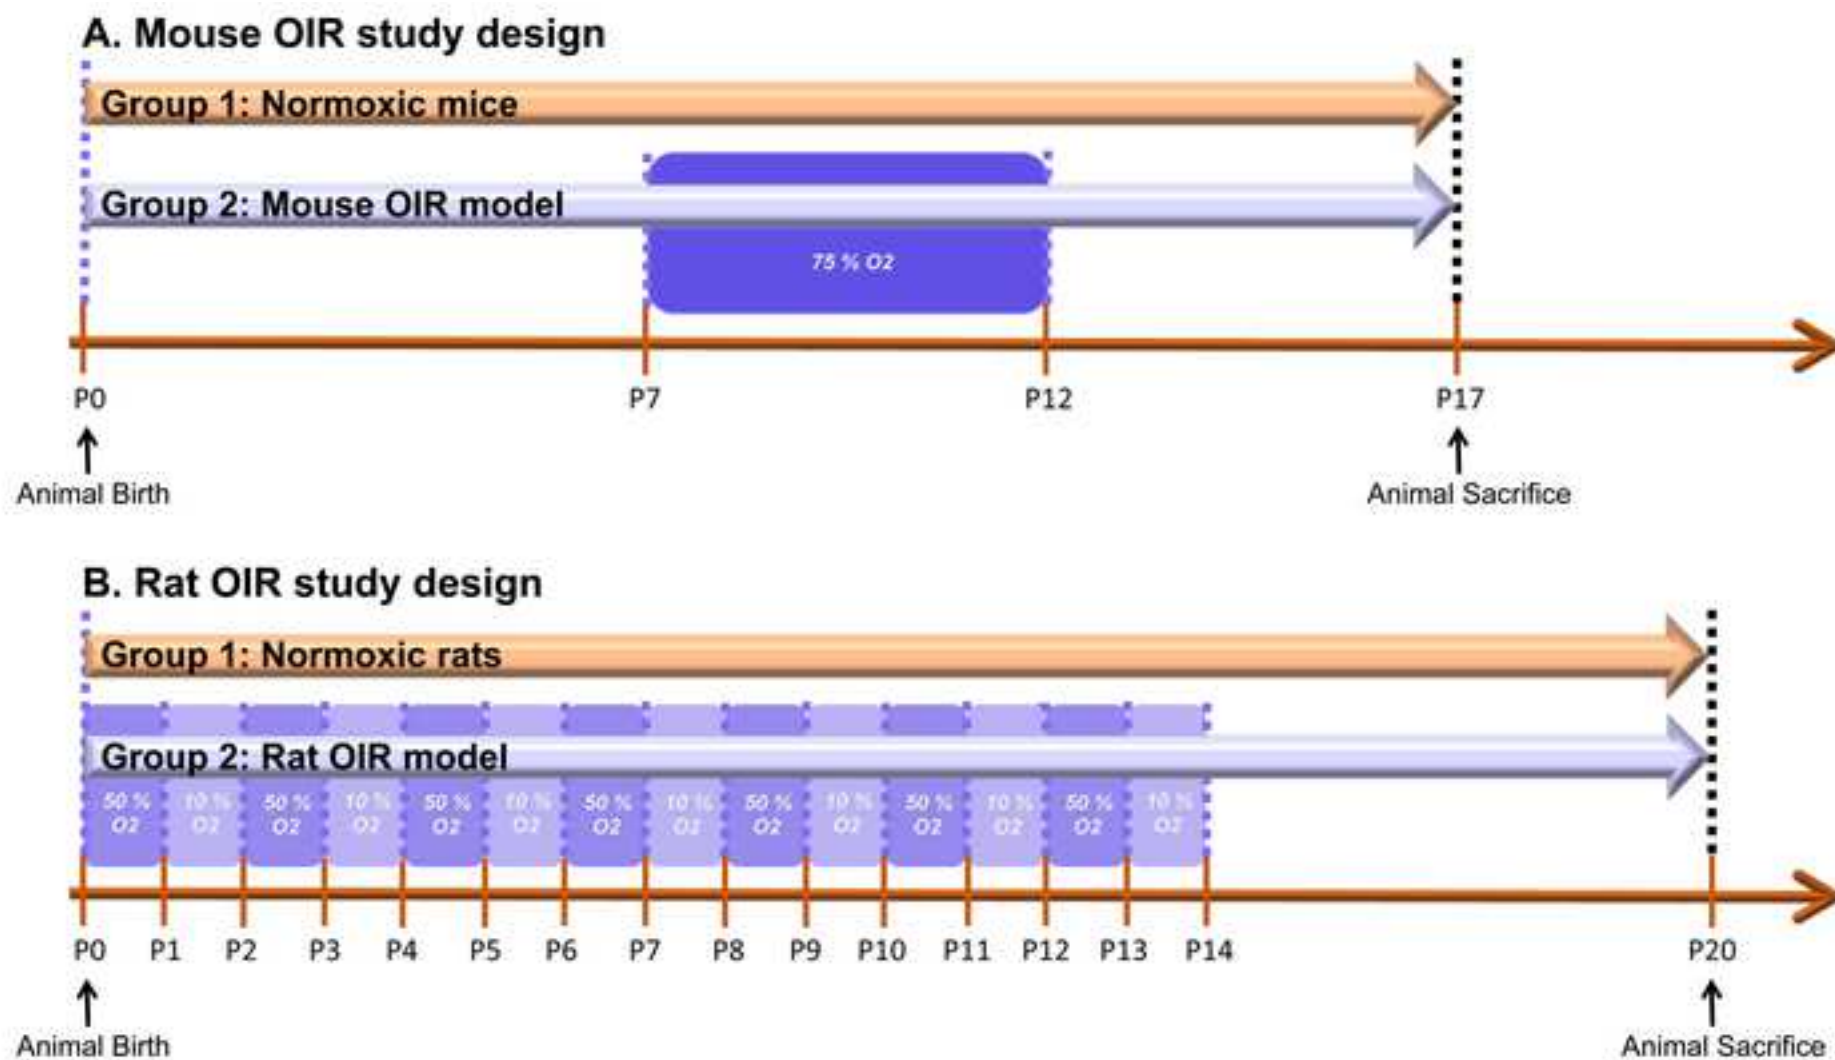 A. Mouse OIR study design
Group 1: Normoxic mice
Group 2: Mouse OIR model
75 % O2
P0 P7 P12 P17
Animal Birth Animal Sacrifice
B. Rat OIR study design
Group 1: Normoxic rats
Group 2: Rat OIR model
50 % 10 % 50 % 10 % 50 % 10 % 50 % 10 % 50 % 10 % 50 % 10 % 50 % 10 %
O2 O2 O2 O2 O2 O2 O2 O2 O2 O2 O2 O2 O2 O2
P0 P1 P2 P3 P4 P5 P6 P7 P8 P9 P10 P11 P12 P13 P14 P20
Animal Birth Animal Sacrifice